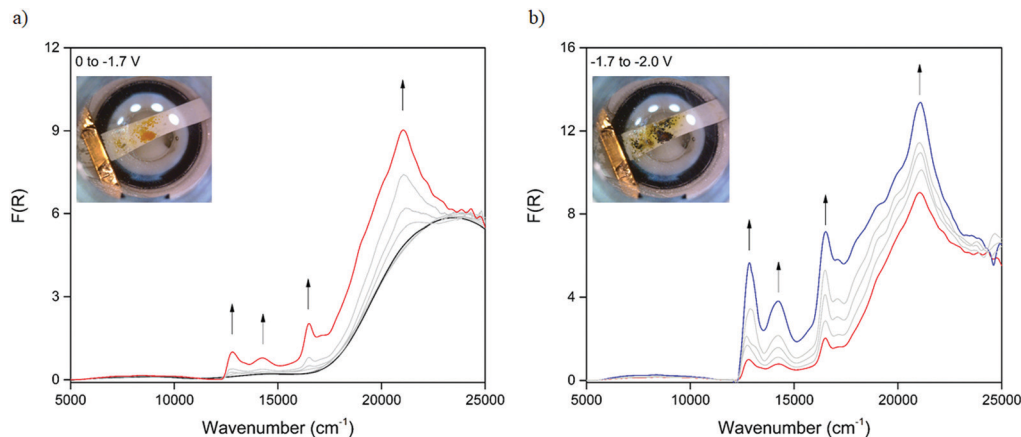 a)
0 to -1.7 V
F(R)
12
9
6
3
0
5000 10000 15000 20000 25000
Wavenumber (cm⁻¹)
b)
-1.7 to -2.0 V
F(R)
16
12
8
4
0
5000 10000 15000 20000 25000
Wavenumber (cm⁻¹)